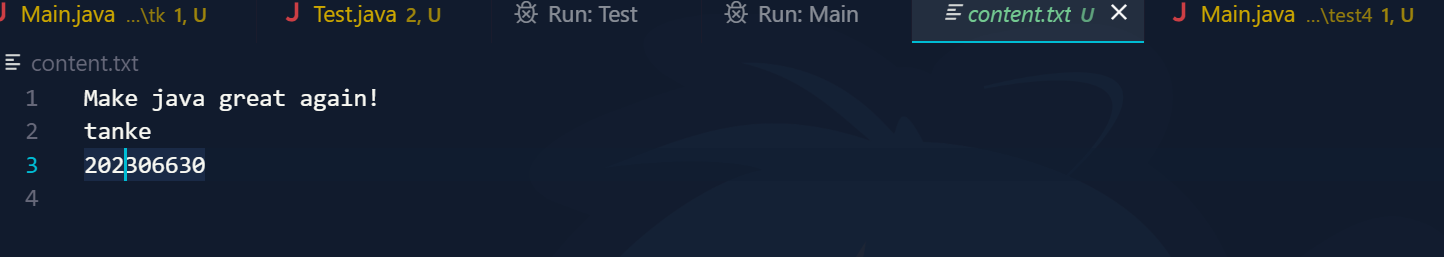 Main.java ...\tk 1, U Test.java 2, U Run: Test Run: Main content.txt U Main.java ...\test4 1, U
content.txt
1 Make java great again!
2 tanke
3 202306630
4